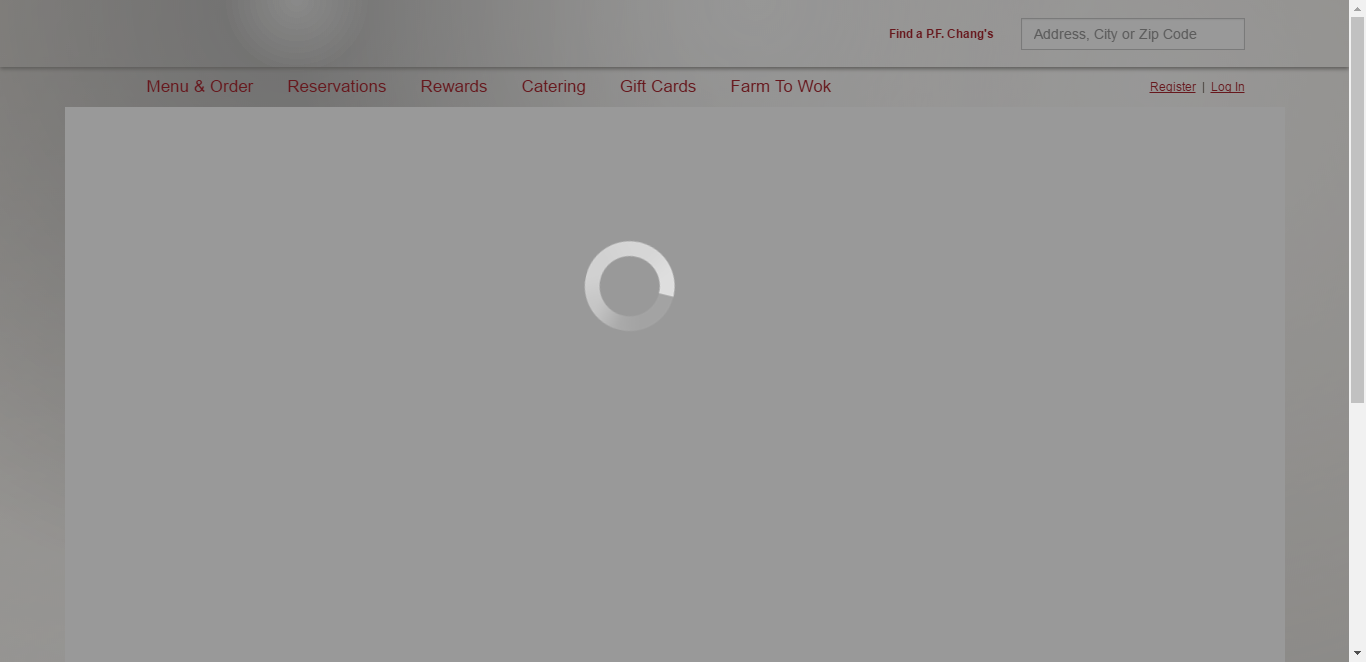 Find a P.F. Chang's
Address, City or Zip Code
Menu & Order Reservations Rewards Catering Gift Cards Farm To Wok Register | Log In